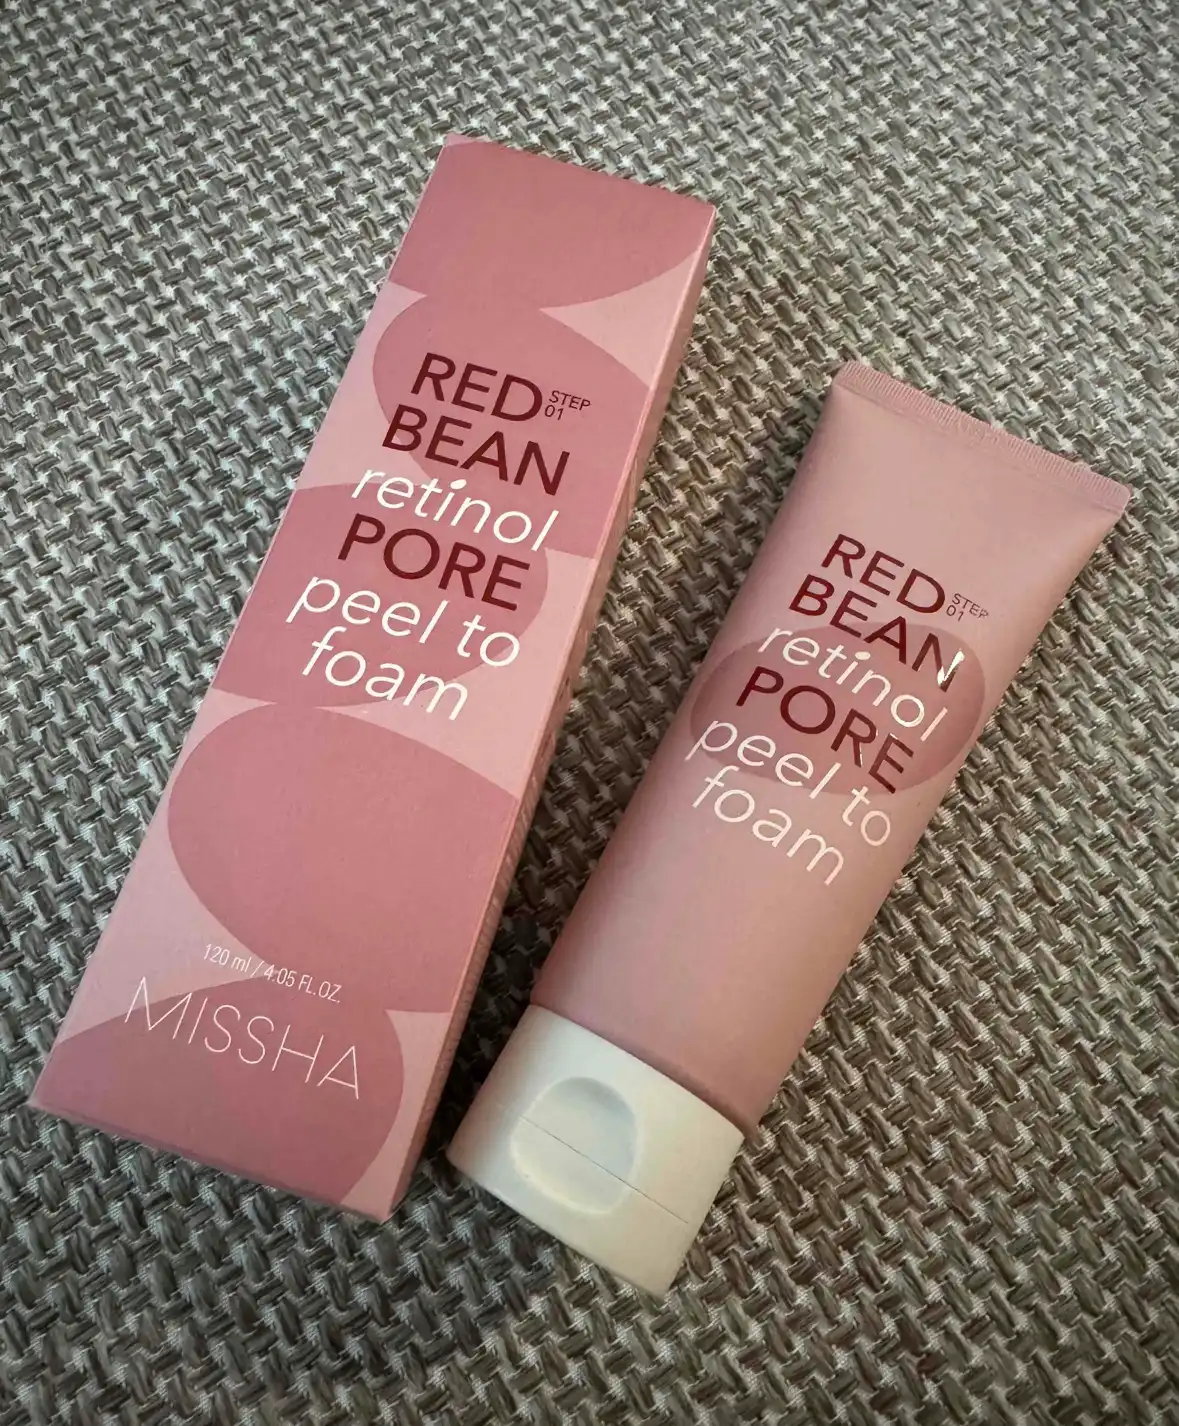 RED STEP
BEAN 01
retinol
PORE
peel to
foam
120 ml / 4.05 FL.OZ.
MISSHA
RED STEP
BEAN 01
retinol
PORE
peel to
foam